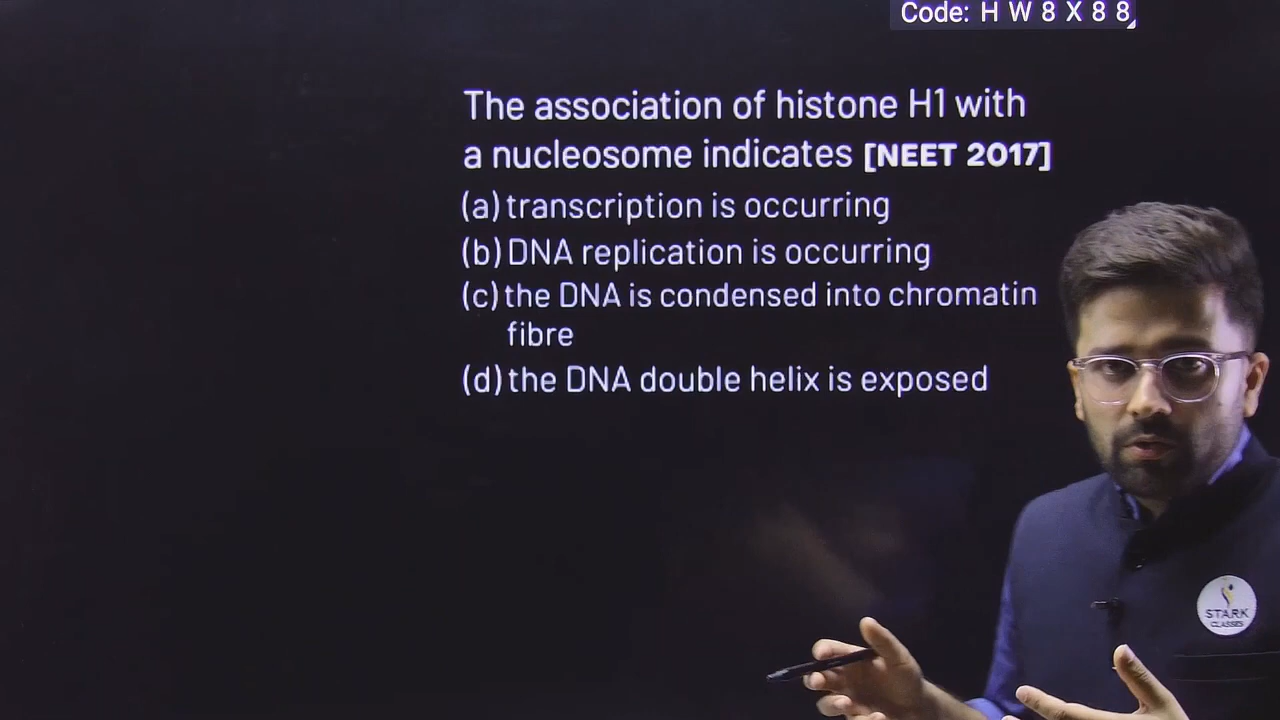 Code: H W 8 X 8 8
The association of histone H1 with
a nucleosome indicates [NEET 2017]
(a) transcription is occurring
(b) DNA replication is occurring
(c) the DNA is condensed into chromatin
fibre
(d) the DNA double helix is exposed
STARK
CLASSES